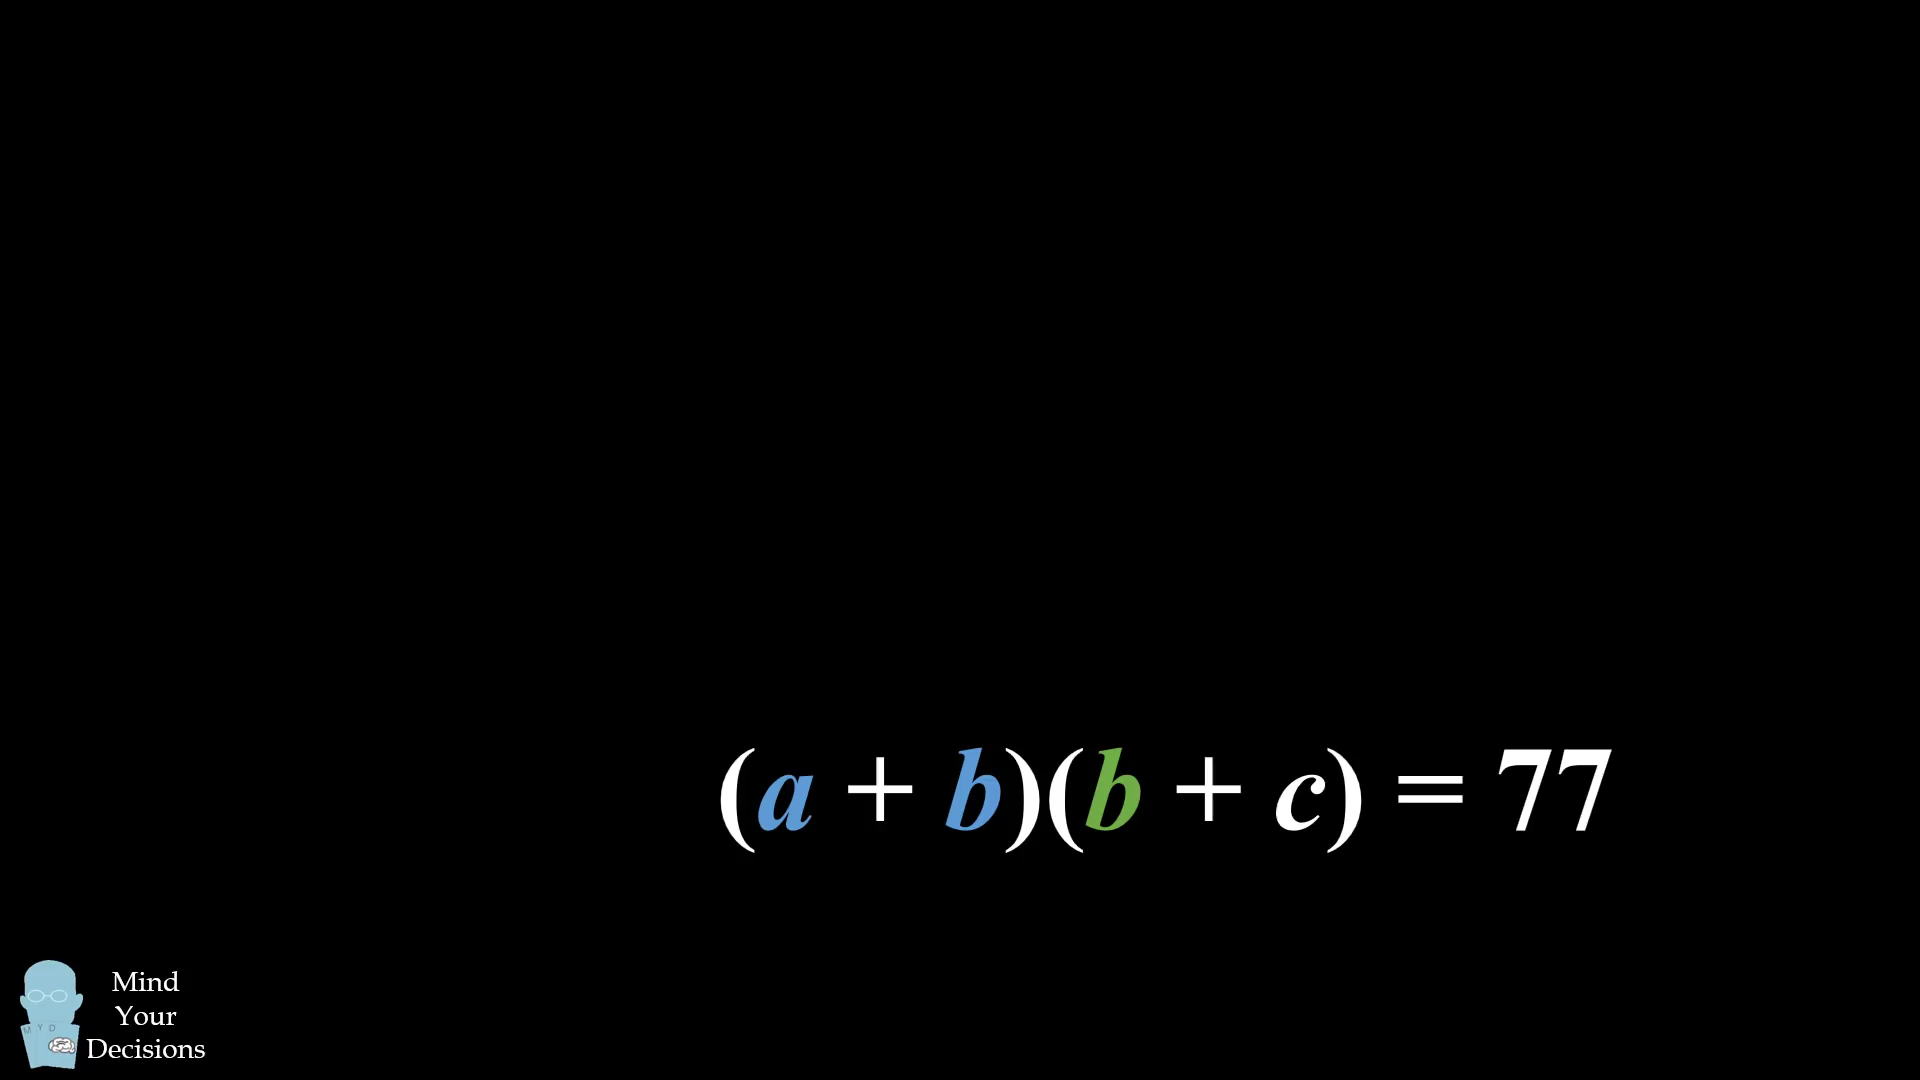 (a + b)(b + c) = 77
M Y D
Mind
Your
Decisions